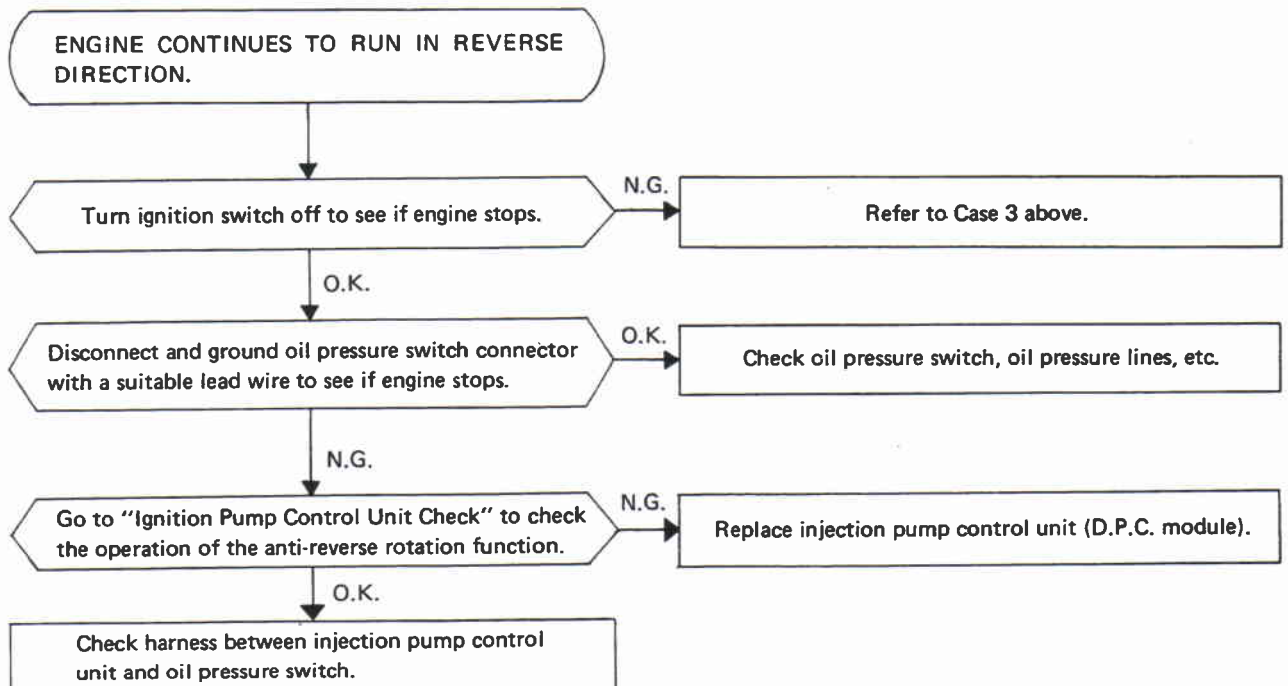 ENGINE CONTINUES TO RUN IN REVERSE
DIRECTION.
N.G.
Turn ignition switch off to see if engine stops.
Refer to Case 3 above.
O.K.
O.K.
Disconnect and ground oil pressure switch connector
with a suitable lead wire to see if engine stops.
Check oil pressure switch, oil pressure lines, etc.
N.G.
N.G.
Go to "Ignition Pump Control Unit Check" to check
the operation of the anti-reverse rotation function.
Replace injection pump control unit (D.P.C. module).
O.K.
Check harness between injection pump control
unit and oil pressure switch.